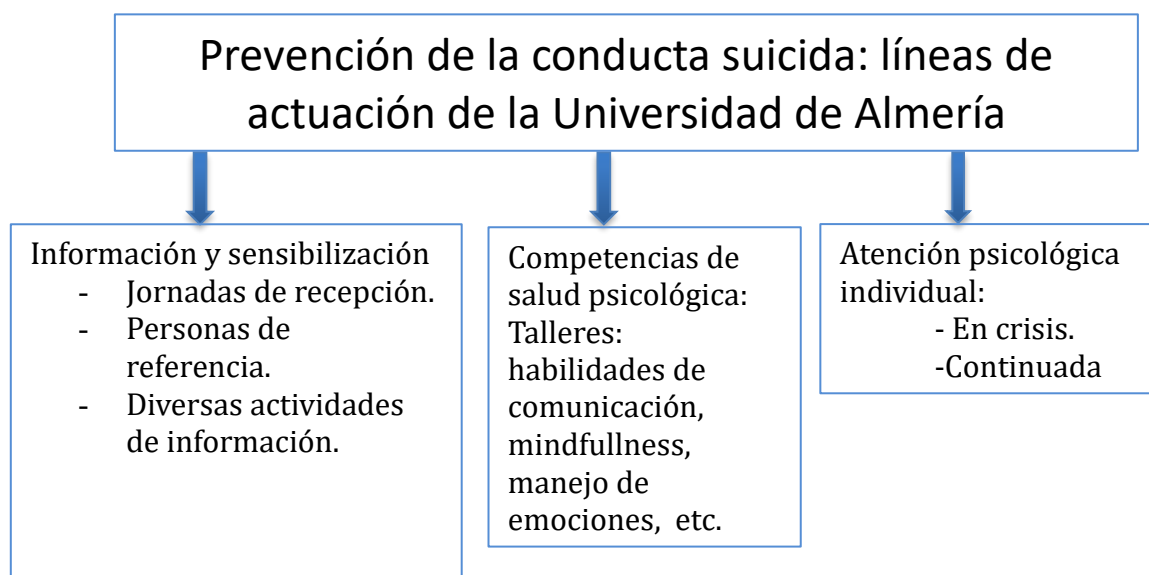 Prevención de la conducta suicida: líneas de
actuación de la Universidad de Almería
Información y sensibilización
- Jornadas de recepción.
- Personas de
referencia.
- Diversas actividades
de información.
Competencias de
salud psicológica:
Talleres:
habilidades de
comunicación,
mindfullness,
manejo de
emociones, etc.
Atención psicológica
individual:
- En crisis.
-Continuada